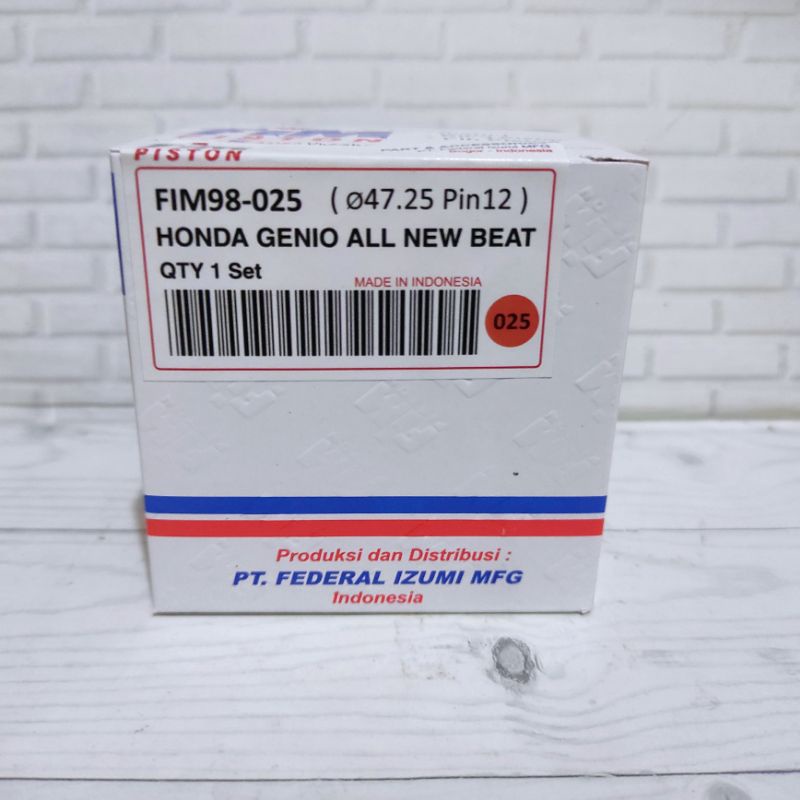 PISTON
FIM98-025 ( ø47.25 Pin12 )
HONDA GENIO ALL NEW BEAT
QTY 1 Set
MADE IN INDONESIA
025
Produksi dan Distribusi :
PT. FEDERAL IZUMI MFG
Indonesia